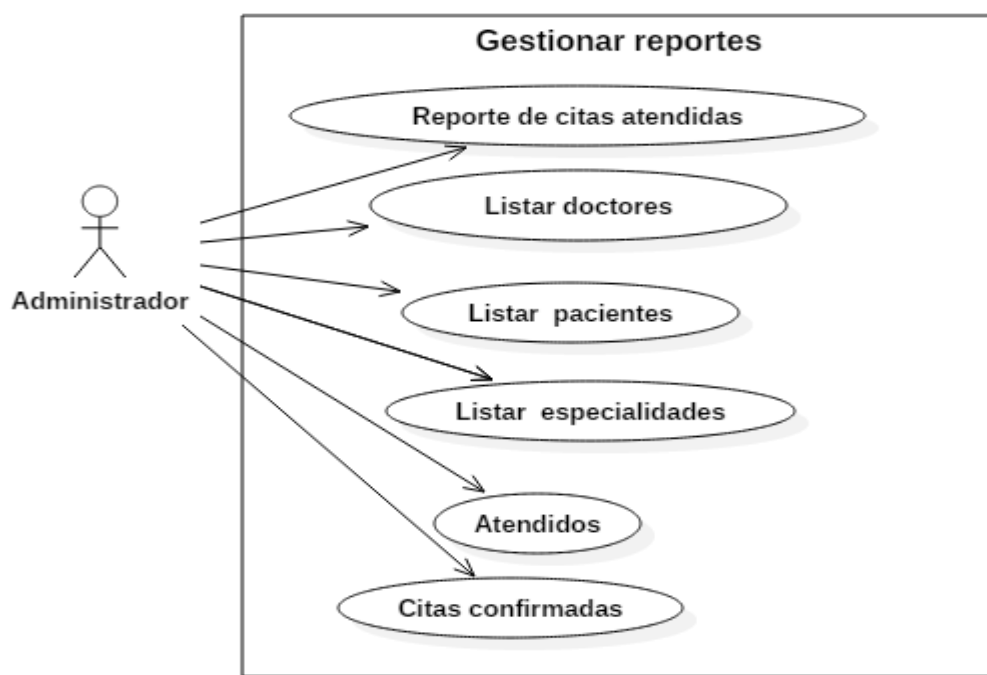 Gestionar reportes
Reporte de citas atendidas
Listar doctores
Administrador
Listar pacientes
Listar especialidades
Atendidos
Citas confirmadas